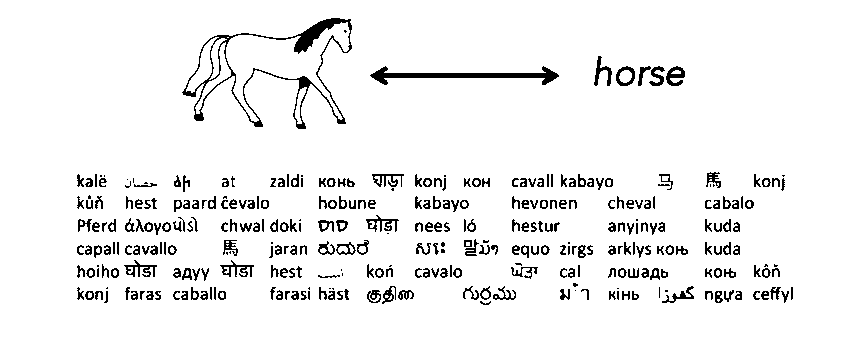 horse
kalë حصان ձի at zaldi конь ঘোড়া konj кон cavall kabayo 马 馬 konj
kůň hest paard ĉevalo hobune kabayo hevonen cheval cabalo
Pferd άλογο ઘોડો chwal doki סוס घोड़ा nees ló hestur anyịnya kuda
capall cavallo 馬 jaran ಕುದುರೆ សេះ ມ້າ equo zirgs arklys коњ kuda
hoiho घोडा адуу घोडा hest اسب koń cavalo ਘੋੜਾ cal лошадь коњ kôň
konj faras caballo farasi häst குதிரை గుర్రము ม้า кінь گھوڑا ngựa ceffyl